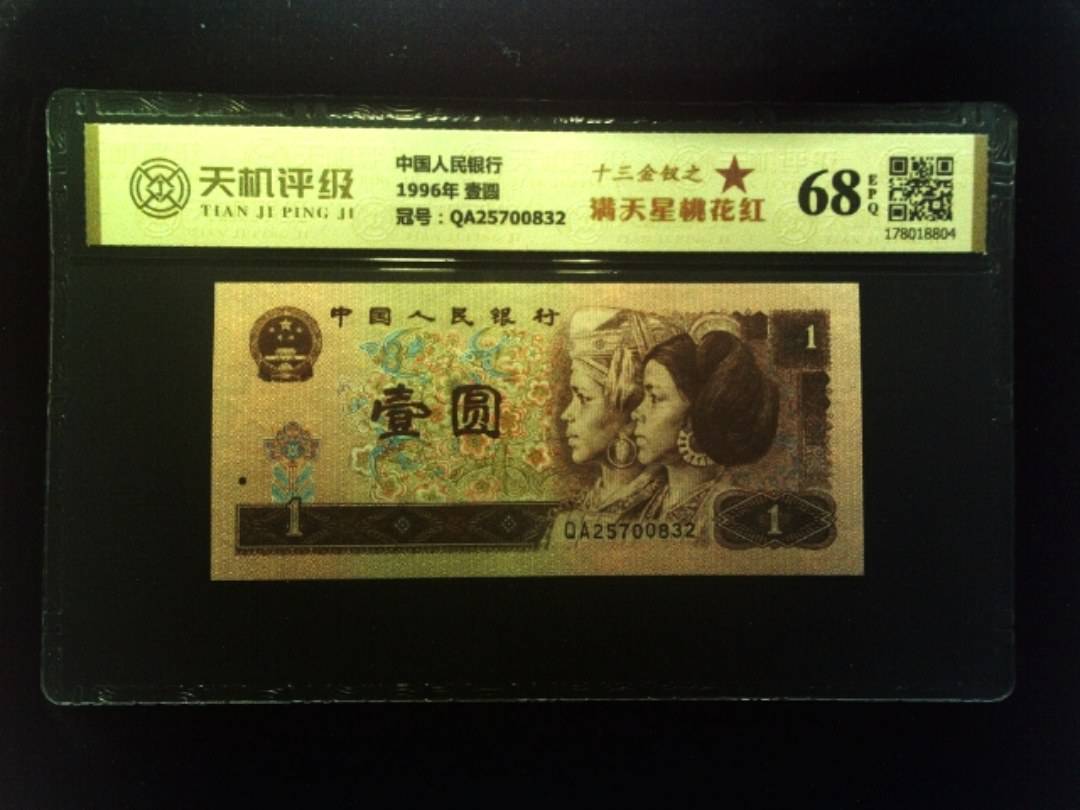 天机评级
TIAN JI PING JI
中国人民银行
1996年 壹圆
冠号：QA25700832
十三金钗之
满天星桃花红
68
EPQ
178018804
中国人民银行
1
壹圆
1
QA25700832
1